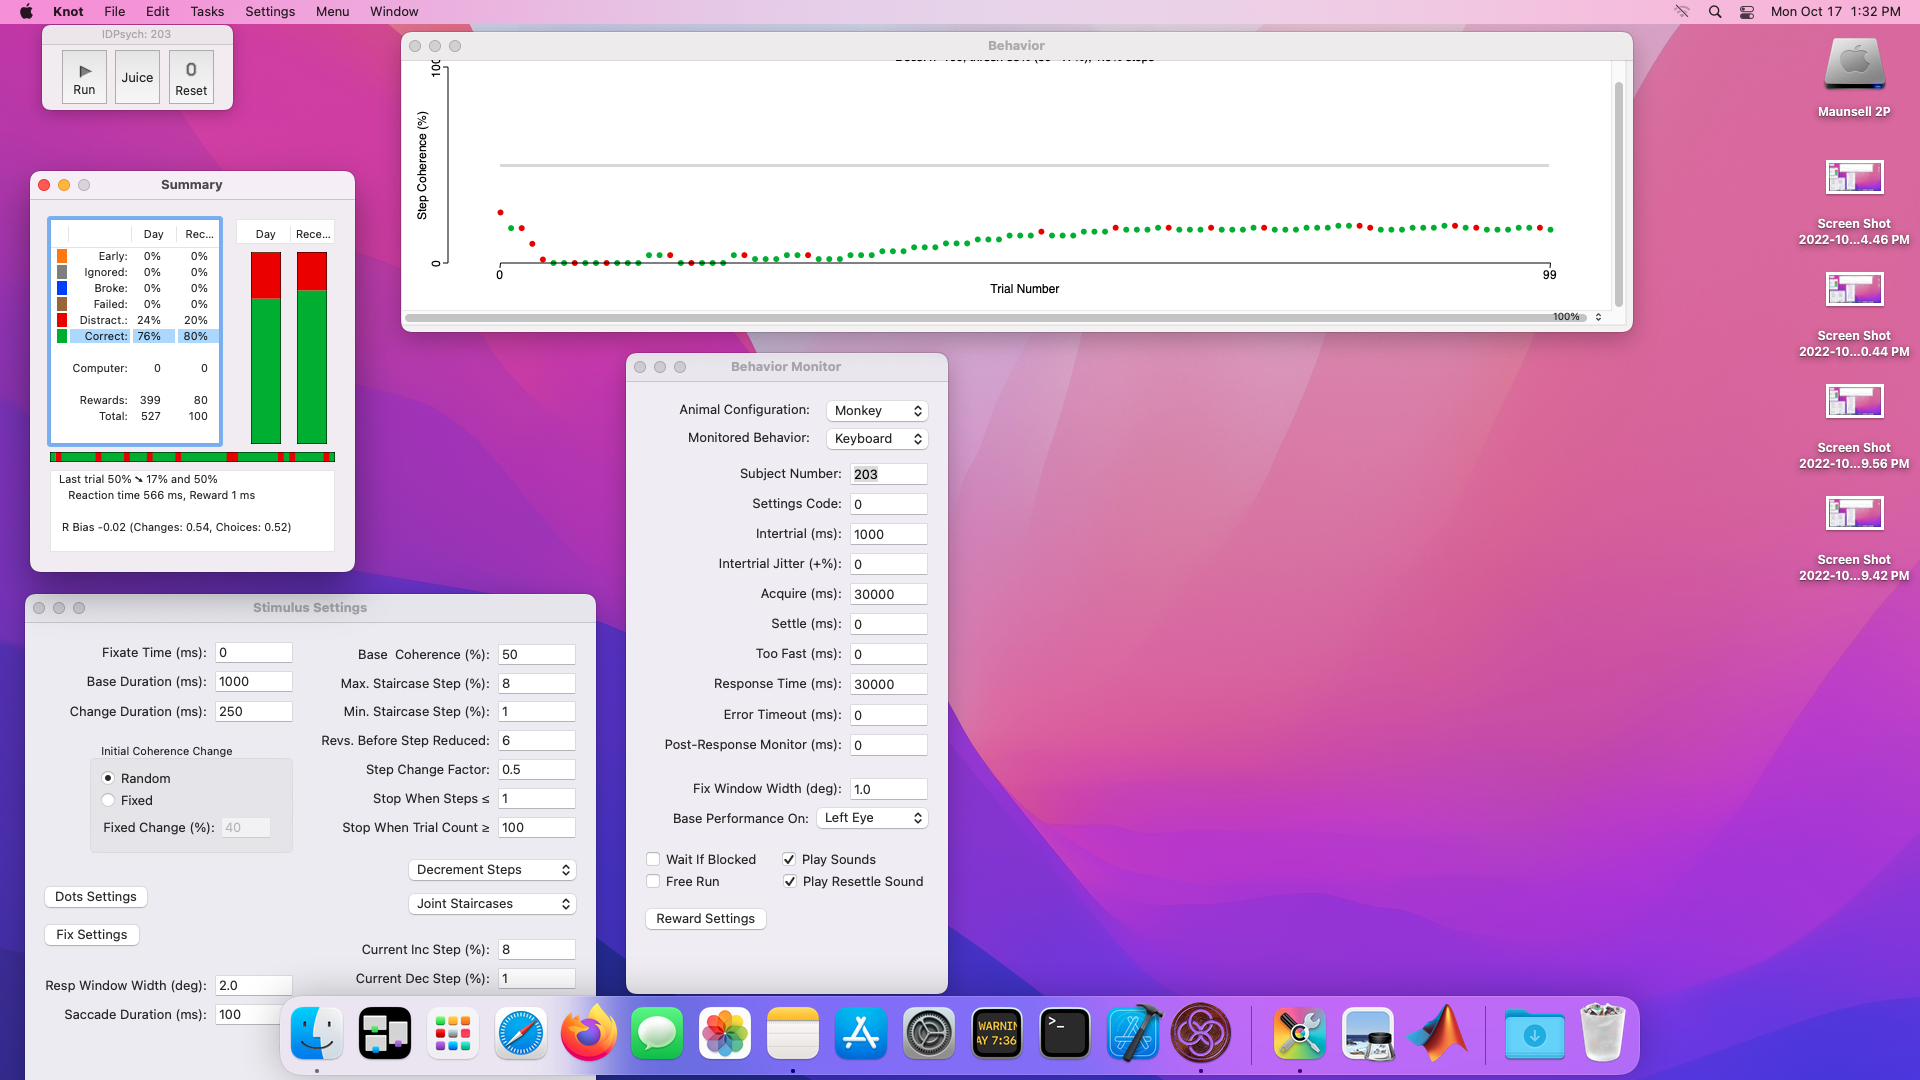 Knot File Edit Tasks Settings Menu Window
Mon Oct 17 1:32 PM
IDPsych: 203
Run
Juice
0
Reset
Behavior
Step Coherence (%)
100
0
0
99
Trial Number
100%
Maunsell 2P
Screen Shot
2022-10...4.46 PM
Screen Shot
2022-10...0.44 PM
Screen Shot
2022-10...9.56 PM
Screen Shot
2022-10...9.42 PM
Summary
Day Rec...
Early: 0% 0%
Ignored: 0% 0%
Broke: 0% 0%
Failed: 0% 0%
Distract.: 24% 20%
Correct: 76% 80%
Computer: 0 0
Rewards: 399 80
Total: 527 100
Day Rece...
Last trial 50% ➘ 17% and 50%
Reaction time 566 ms, Reward 1 ms
R Bias -0.02 (Changes: 0.54, Choices: 0.52)
Behavior Monitor
Animal Configuration: Monkey
Monitored Behavior: Keyboard
Subject Number: 203
Settings Code: 0
Intertrial (ms): 1000
Intertrial Jitter (+%): 0
Acquire (ms): 30000
Settle (ms): 0
Too Fast (ms): 0
Response Time (ms): 30000
Error Timeout (ms): 0
Post-Response Monitor (ms): 0
Fix Window Width (deg): 1.0
Base Performance On: Left Eye
Wait If Blocked
Play Sounds
Free Run
Play Resettle Sound
Reward Settings
Stimulus Settings
Fixate Time (ms): 0
Base Duration (ms): 1000
Change Duration (ms): 250
Initial Coherence Change
Random
Fixed
Fixed Change (%): 40
Dots Settings
Fix Settings
Resp Window Width (deg): 2.0
Saccade Duration (ms): 100
Base Coherence (%): 50
Max. Staircase Step (%): 8
Min. Staircase Step (%): 1
Revs. Before Step Reduced: 6
Step Change Factor: 0.5
Stop When Steps ≤ 1
Stop When Trial Count ≥ 100
Decrement Steps
Joint Staircases
Current Inc Step (%): 8
Current Dec Step (%): 1
WARNIN
AY 7:36
>_